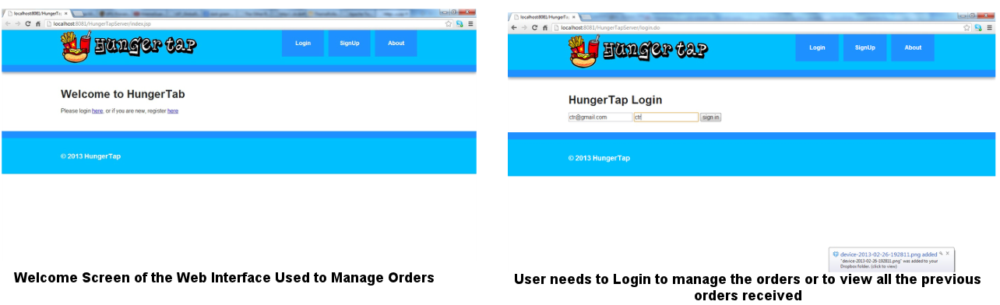 localhost:8081/HungerTa
localhost:8081/HungerTapServer/index.jsp
Hunger tap
Login
SignUp
About
Welcome to HungerTab
Please login here, or if you are new, register here
© 2013 HungerTap
Welcome Screen of the Web Interface Used to Manage Orders
localhost:8081/HungerTa
localhost:8081/HungerTapServer/login.do
Hunger tap
Login
SignUp
About
HungerTap Login
ctr@gmail.com
ctr
sign in
© 2013 HungerTap
device-2013-02-26-192811.png added
"device-2013-02-26-192811.png" was added to your
Dropbox folder. (click to view)
User needs to Login to manage the orders or to view all the previous
orders received